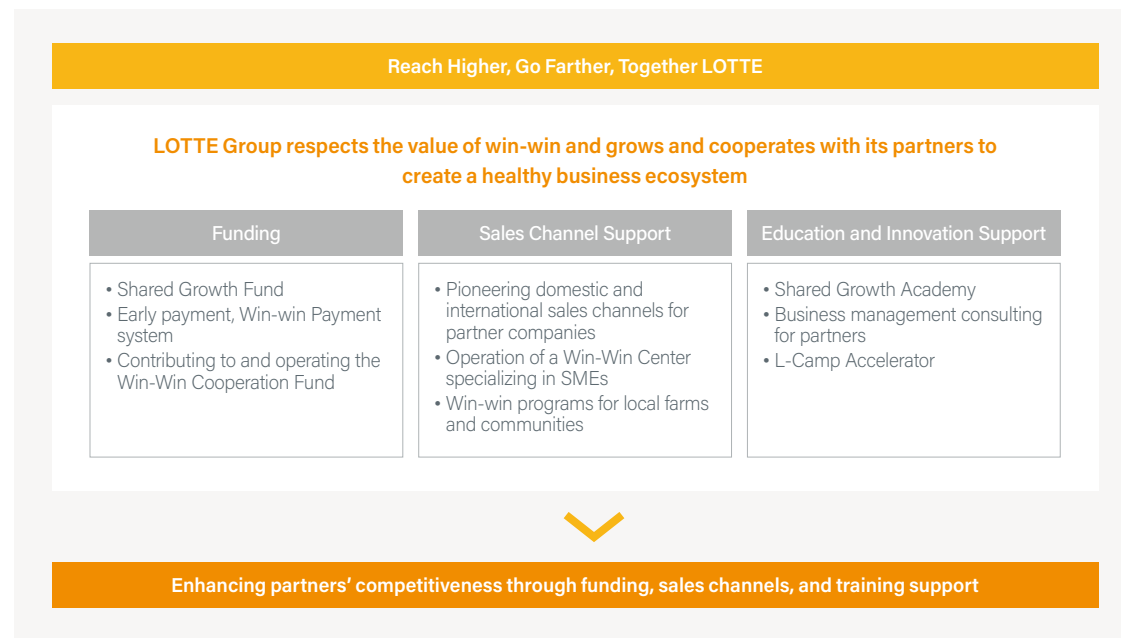 Reach Higher, Go Farther, Together LOTTE
LOTTE Group respects the value of win-win and grows and cooperates with its partners to
create a healthy business ecosystem
Funding
• Shared Growth Fund
• Early payment, Win-win Payment
system
• Contributing to and operating the
Win-Win Cooperation Fund
Sales Channel Support
• Pioneering domestic and
international sales channels for
partner companies
• Operation of a Win-Win Center
specializing in SMEs
• Win-win programs for local farms
and communities
Education and Innovation Support
• Shared Growth Academy
• Business management consulting
for partners
• L-Camp Accelerator
Enhancing partners’ competitiveness through funding, sales channels, and training support